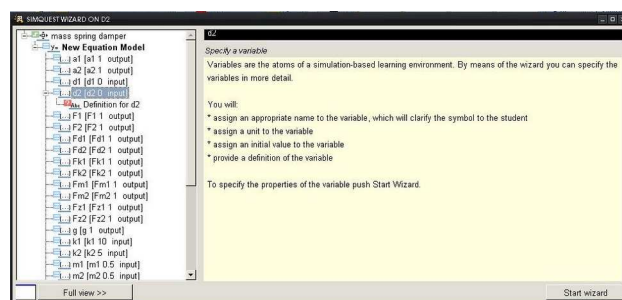 SIMQUEST WIZARD ON D2
mass spring damper
New Equation Model
a1 [a1 1 output]
a2 [a2 1 output]
d1 [d1 0 input]
d2 [d2 0 input]
Abc Definition for d2
F1 [F1 1 output]
F2 [F2 1 output]
Fd1 [Fd1 1 output]
Fd2 [Fd2 1 output]
Fk1 [Fk1 1 output]
Fk2 [Fk2 1 output]
Fm1 [Fm1 1 output]
Fm2 [Fm2 1 output]
Fz1 [Fz1 1 output]
Fz2 [Fz2 1 output]
g [g 1 output]
k1 [k1 10 input]
k2 [k2 5 input]
m1 [m1 0.5 input]
m2 [m2 0.5 input]
Full view >>
d2
Specify a variable
Variables are the atoms of a simulation-based learning environment. By means of the wizard you can specify the
variables in more detail.
You will:
* assign an appropriate name to the variable, which will clarify the symbol to the student
* assign a unit to the variable
* assign an initial value to the variable
* provide a definition of the variable
To specify the properties of the variable push Start Wizard.
Start wizard